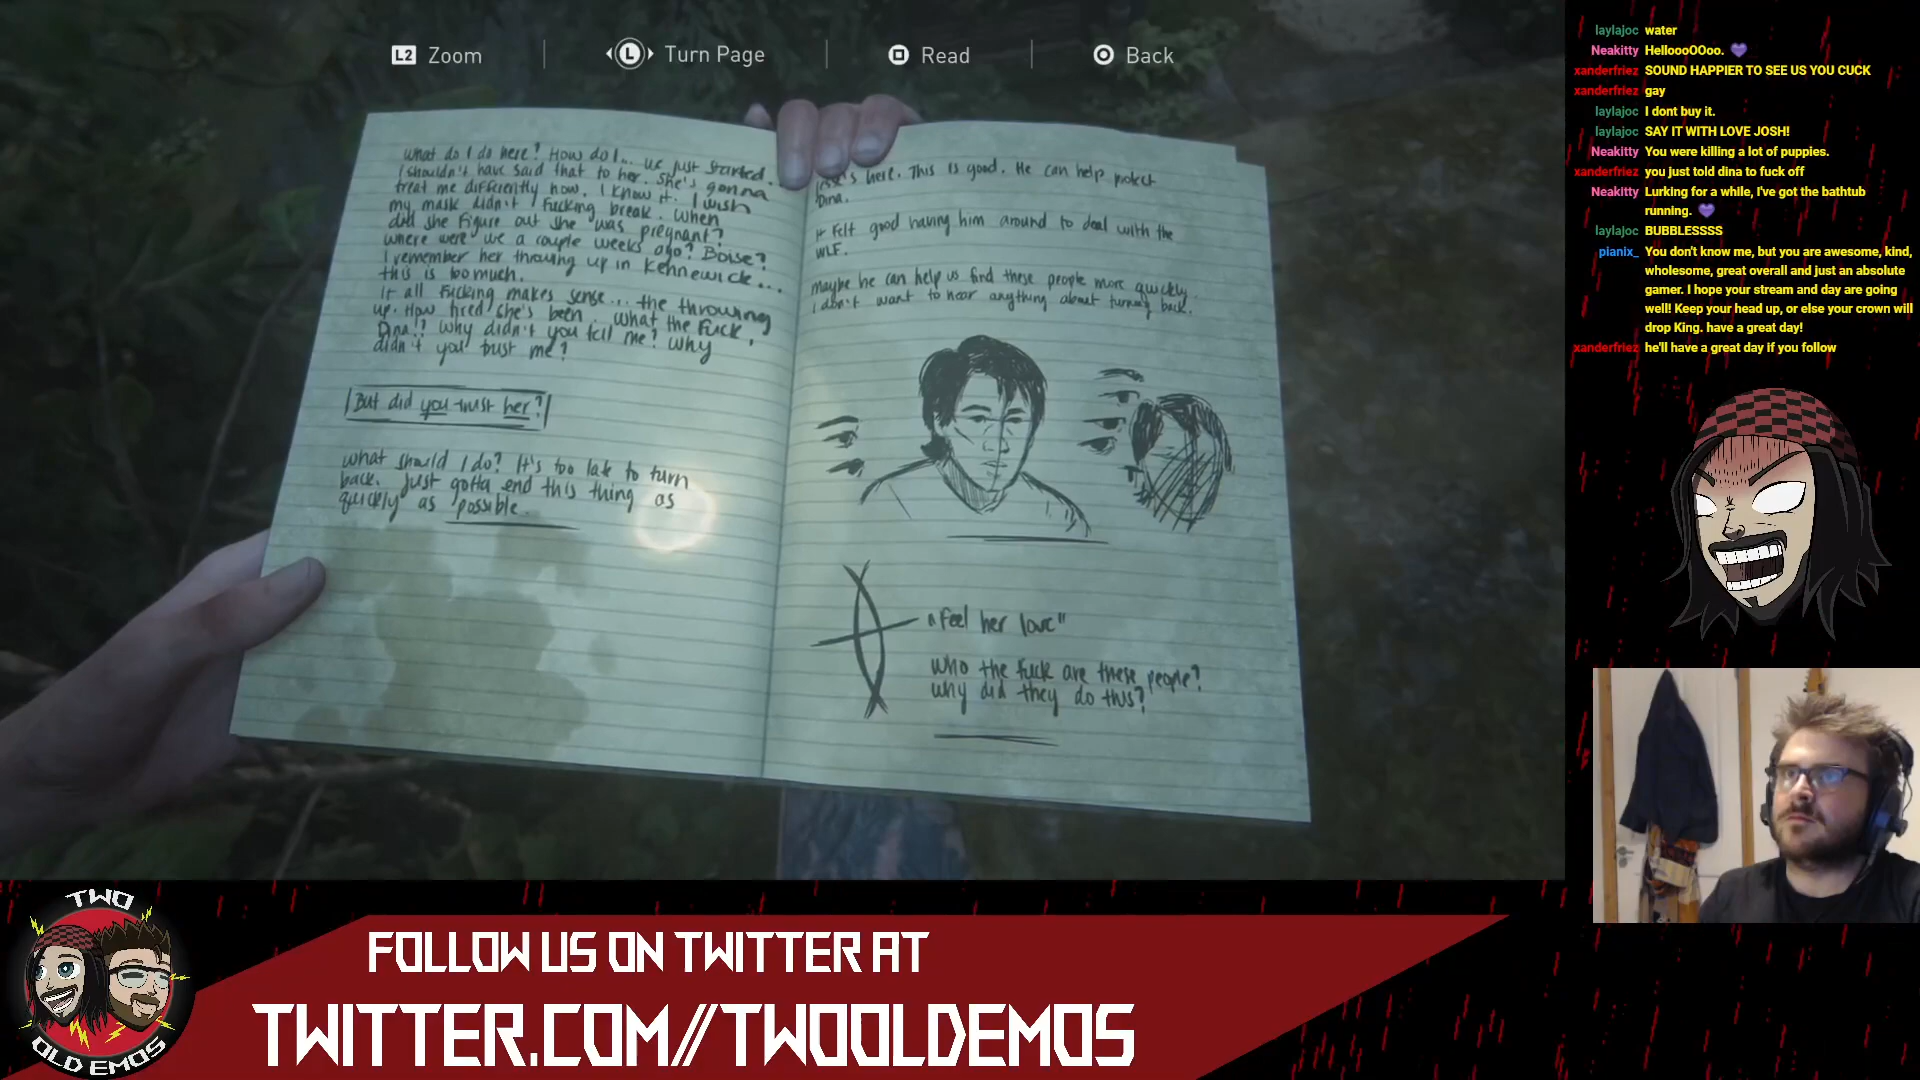 L2 Zoom
L Turn Page
Read
Back
What do I do here? How do I... we just started.
I shouldn't have said that to her. She's gonna
treat me differently now. I know it. I wish
my mask didn't fucking break. When
did she figure out she was pregnant?
where were we a couple weeks ago? Boise?
I remember her throwing up in Kennewick...
this is too much.
It all fucking makes sense... the throwing
up. How tired she's been. What the fuck,
Dina!? Why didn't you tell me? Why
didn't you trust me?
But did you trust her?
what should I do? It's too late to turn
back. Just gotta end this thing as
quickly as possible.
Jesse's here. This is good. He can help protect
Dina.
It felt good having him around to deal with the
WLF.
maybe he can help us find these people more quickly.
I don't want to hear anything about turning back.
"Feel her love"
who the fuck are these people?
why did they do this?
laylajoc water
Neakitty HelloooOOoo.
xanderfriez SOUND HAPPIER TO SEE US YOU CUCK
xanderfriez gay
laylajoc I dont buy it.
laylajoc SAY IT WITH LOVE JOSH!
Neakitty You were killing a lot of puppies.
xanderfriez you just told dina to fuck off
Neakitty Lurking for a while, I've got the bathtub
running.
laylajoc BUBBLESSSS
pianix_ You don't know me, but you are awesome, kind,
wholesome, great overall and just an absolute
gamer. I hope your stream and day are going
well! Keep your head up, or else your crown will
drop King. have a great day!
xanderfriez he'll have a great day if you follow
TWO
OLD EMOS
FOLLOW US ON TWITTER AT
TWITTER.COM//TWOOLDEMOS